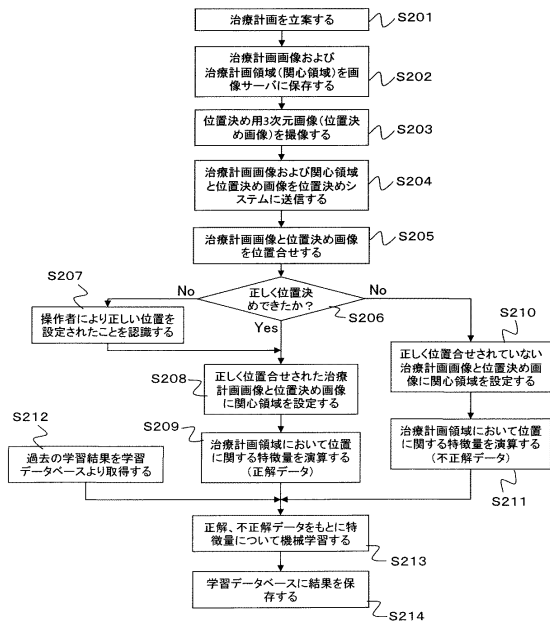 治療計画を立案する
S201
治療計画画像および
治療計画領域(関心領域)を画
像サーバに保存する
S202
位置決め用3次元画像(位置決
め画像)を撮像する
S203
治療計画画像および関心領域
と位置決め画像を位置決めシ
ステムに送信する
S204
治療計画画像と位置決め画像
を位置合せする
S205
正しく位置決
めできたか?
S206
No
No
Yes
S207
操作者により正しい位置を
設定されたことを認識する
S210
正しく位置合せされていない
治療計画画像と位置決め画
像に関心領域を設定する
S208
正しく位置合せされた治療
計画画像と位置決め画像
に関心領域を設定する
S212
過去の学習結果を学習
データベースより取得する
S209
治療計画領域において位置
に関する特徴量を演算する
(正解データ)
治療計画領域において位置
に関する特徴量を演算する
(不正解データ)
S211
正解、不正解データをもとに特
徴量について機械学習する
S213
学習データベースに結果を保
存する
S214